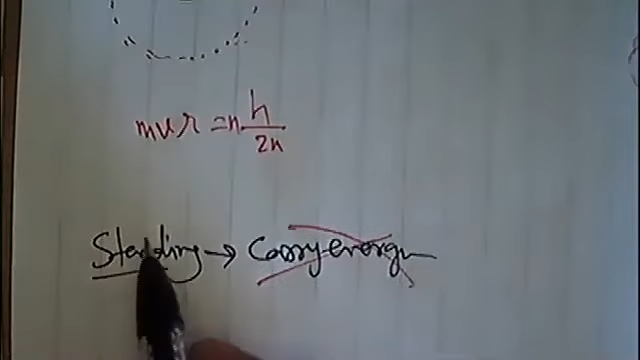 mvr = n h/2π
Standing → Carry energy